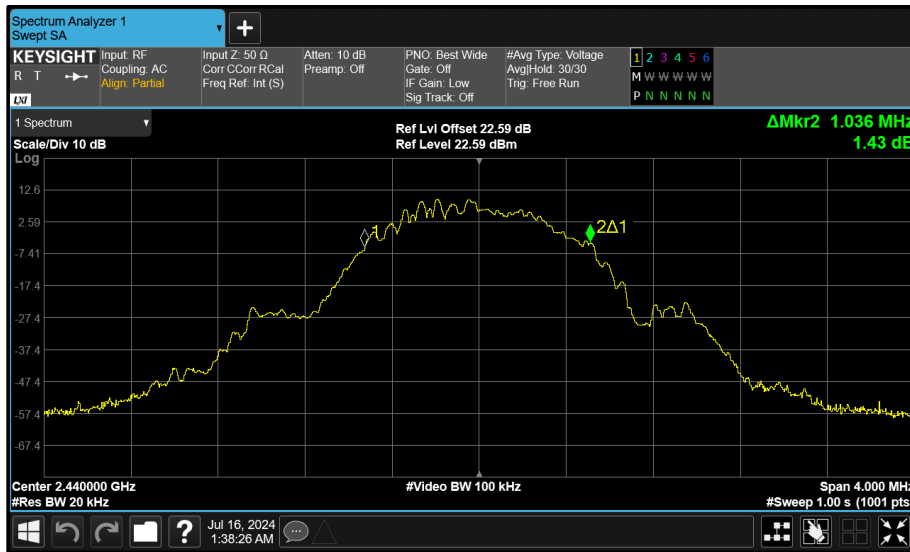 Spectrum Analyzer 1
Swept SA
KEYSIGHT
R T
LXI
Input: RF
Coupling: AC
Align: Partial
Input Z: 50 Ω
Corr CCorr RCal
Freq Ref: Int (S)
Atten: 10 dB
Preamp: Off
PNO: Best Wide
Gate: Off
IF Gain: Low
Sig Track: Off
#Avg Type: Voltage
Avg|Hold: 30/30
Trig: Free Run
1 2 3 4 5 6
M W W W W W
P N N N N N
1 Spectrum
Scale/Div 10 dB
Log
Ref Lvl Offset 22.59 dB
Ref Level 22.59 dBm
ΔMkr2 1.036 MHz
1.43 dB
12.6
2.59
-7.41
-17.4
-27.4
-37.4
-47.4
-57.4
-67.4
1
2Δ1
Center 2.440000 GHz
#Res BW 20 kHz
#Video BW 100 kHz
Span 4.000 MHz
#Sweep 1.00 s (1001 pts
?
Jul 16, 2024
1:38:26 AM